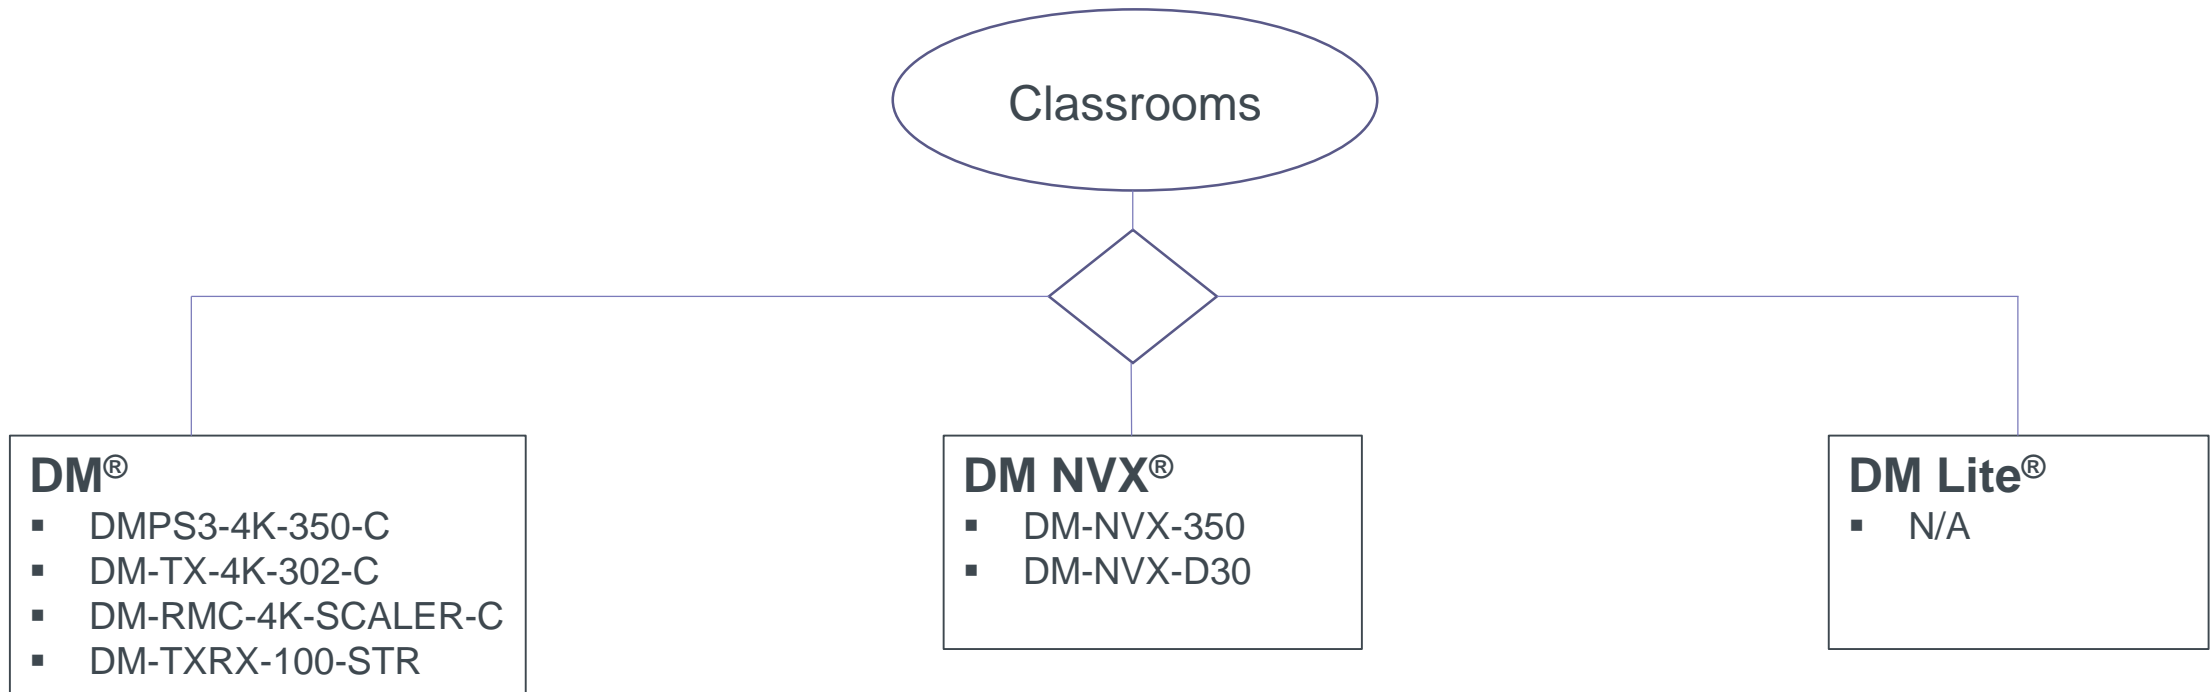 Classrooms
DM®
▪ DMPS3-4K-350-C
▪ DM-TX-4K-302-C
▪ DM-RMC-4K-SCALER-C
▪ DM-TXRX-100-STR
DM NVX®
▪ DM-NVX-350
▪ DM-NVX-D30
DM Lite®
▪ N/A